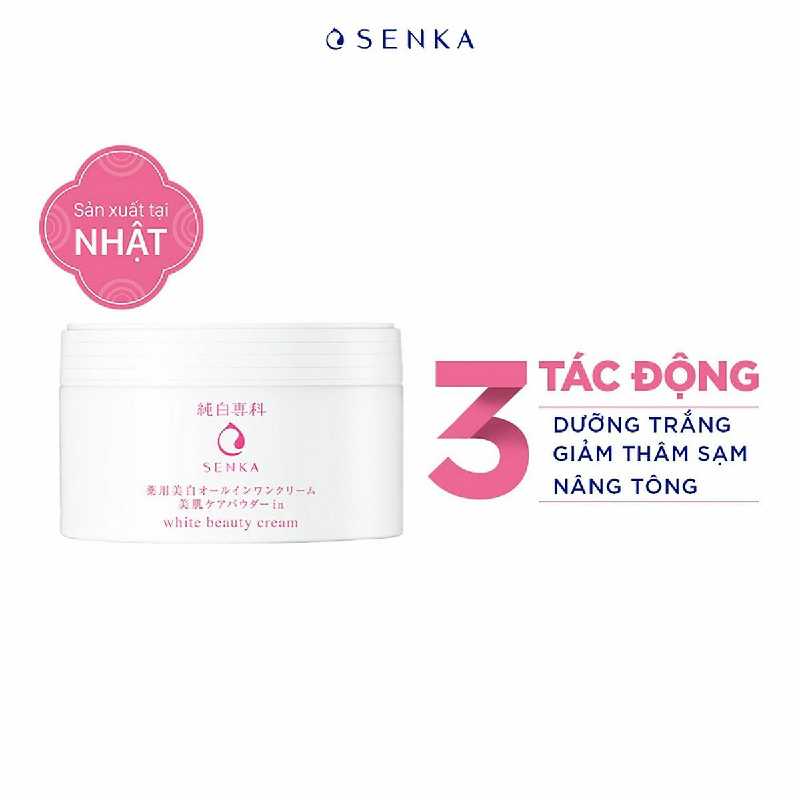 SENKA
Sản xuất tại
NHẬT
純白専科
SENKA
薬用美白オールインワンクリーム
美肌ケアパウダーin
white beauty cream
3 TÁC ĐỘNG
DƯỠNG TRẮNG
GIẢM THÂM SẠM
NÂNG TÔNG